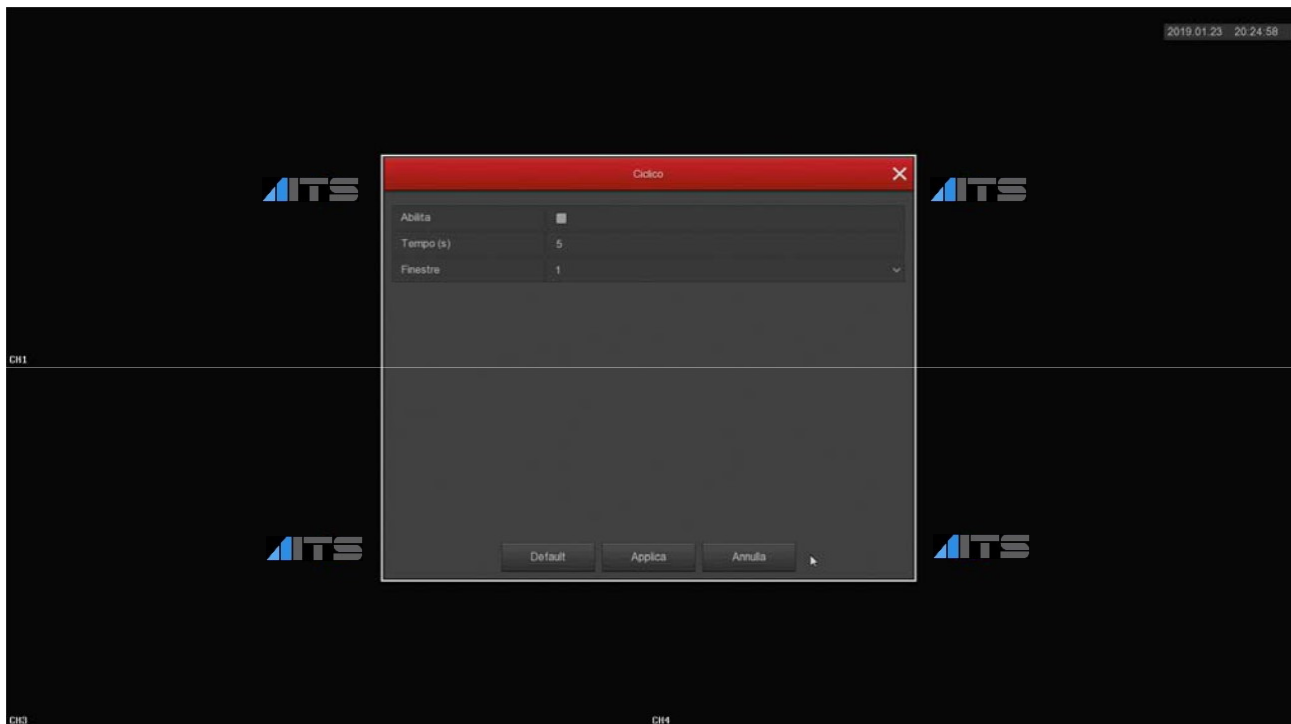 2019.01.23 20:24:58
Ciclico
ITS ITS
Abilita
Tempo (s) 5
Finestre 1
CH1
ITS ITS
Default Applica Annulla
CH3 CH4